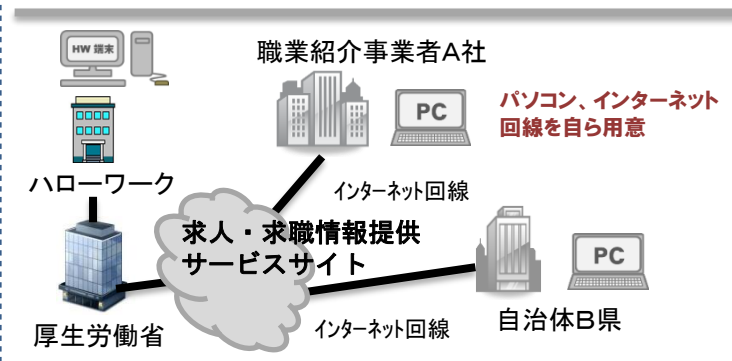 HW 端末
職業紹介事業者A社
PC
パソコン、インターネット
回線を自ら用意
ハローワーク
インターネット回線
求人・求職情報提供
サービスサイト
PC
厚生労働省
インターネット回線
自治体B県